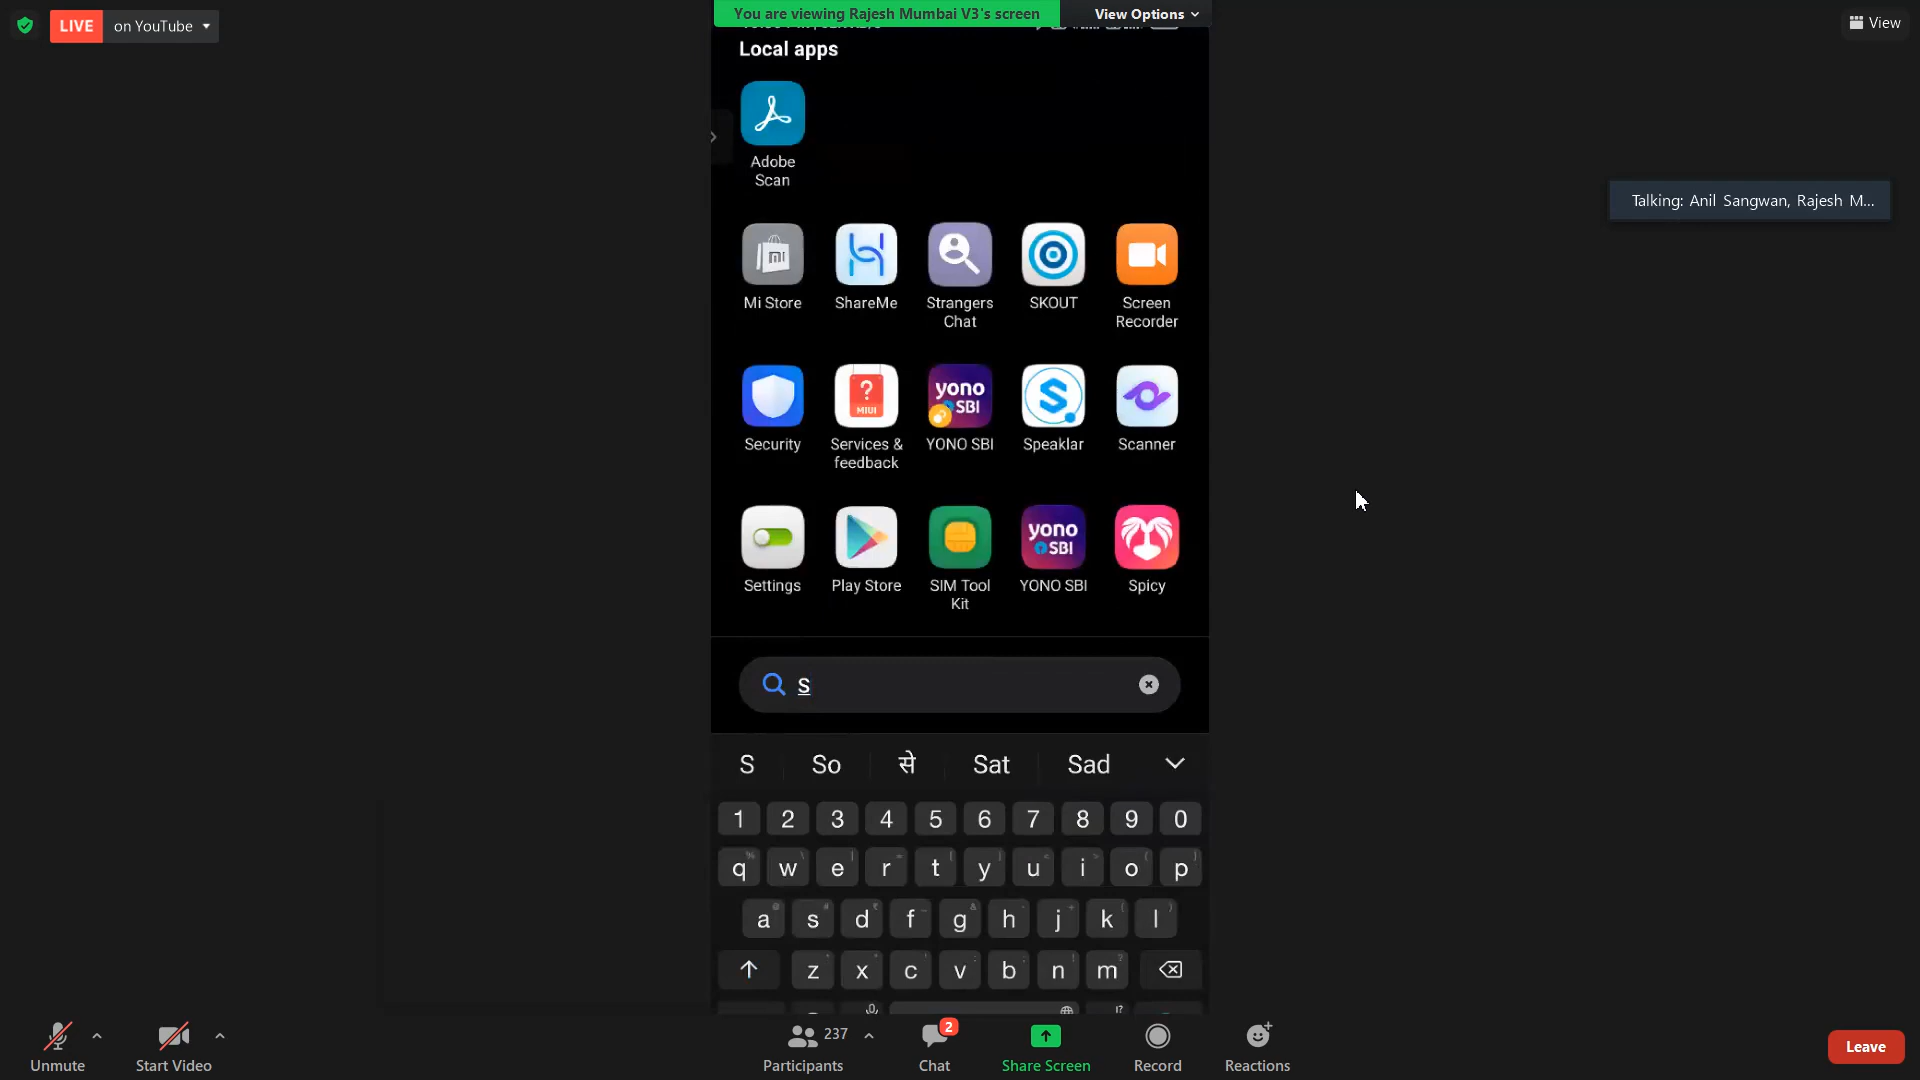 LIVE on YouTube
You are viewing Rajesh Mumbai V3's screen
View Options
View
Local apps
Adobe
Scan
Talking: Anil Sangwan, Rajesh M...
mi
Mi Store ShareMe Strangers SKOUT Screen
Chat Recorder
? MIUI yono SBI S
Security Services & YONO SBI Speaklar Scanner
feedback
yono SBI
Settings Play Store SIM Tool YONO SBI Spicy
Kit
S
S So से Sat Sad
1 2 3 4 5 6 7 8 9 0
q w e r t y u i o p
a s d f g h j k l
z x c v b n m
!?
237 2
Unmute Start Video Participants Chat Share Screen Record Reactions Leave